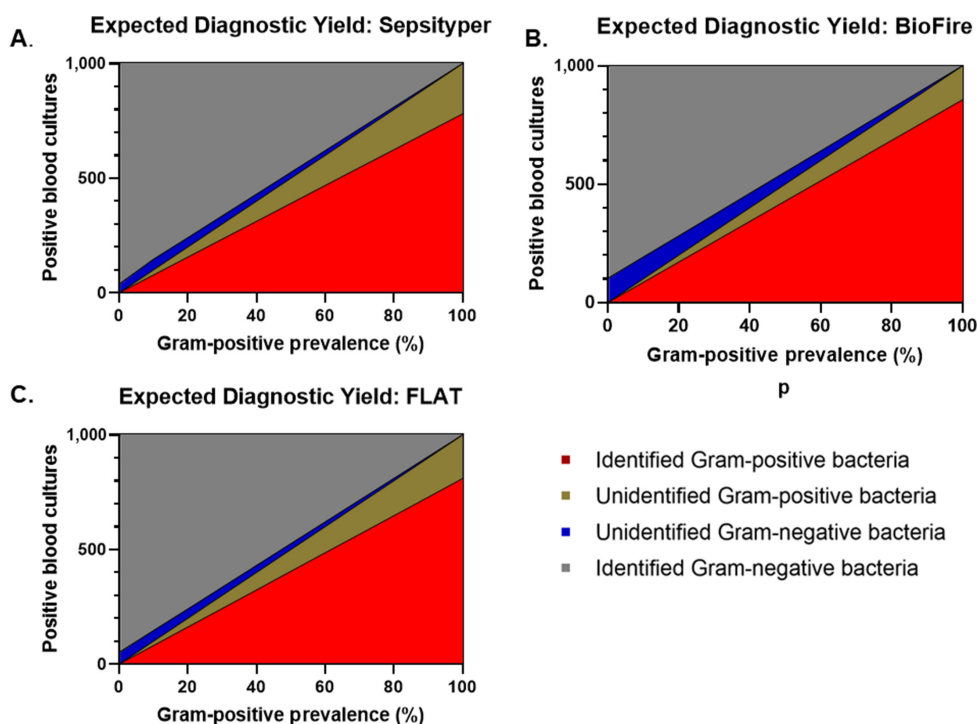 A.
Expected Diagnostic Yield: Sepsityper
Positive blood cultures
1,000
500
0
0 20 40 60 80 100
Gram-positive prevalence (%)
B.
Expected Diagnostic Yield: BioFire
Positive blood cultures
1,000
500
0
0 20 40 60 80 100
Gram-positive prevalence (%)
p
C.
Expected Diagnostic Yield: FLAT
Positive blood cultures
1,000
500
0
0 20 40 60 80 100
Gram-positive prevalence (%)
Identified Gram-positive bacteria
Unidentified Gram-positive bacteria
Unidentified Gram-negative bacteria
Identified Gram-negative bacteria